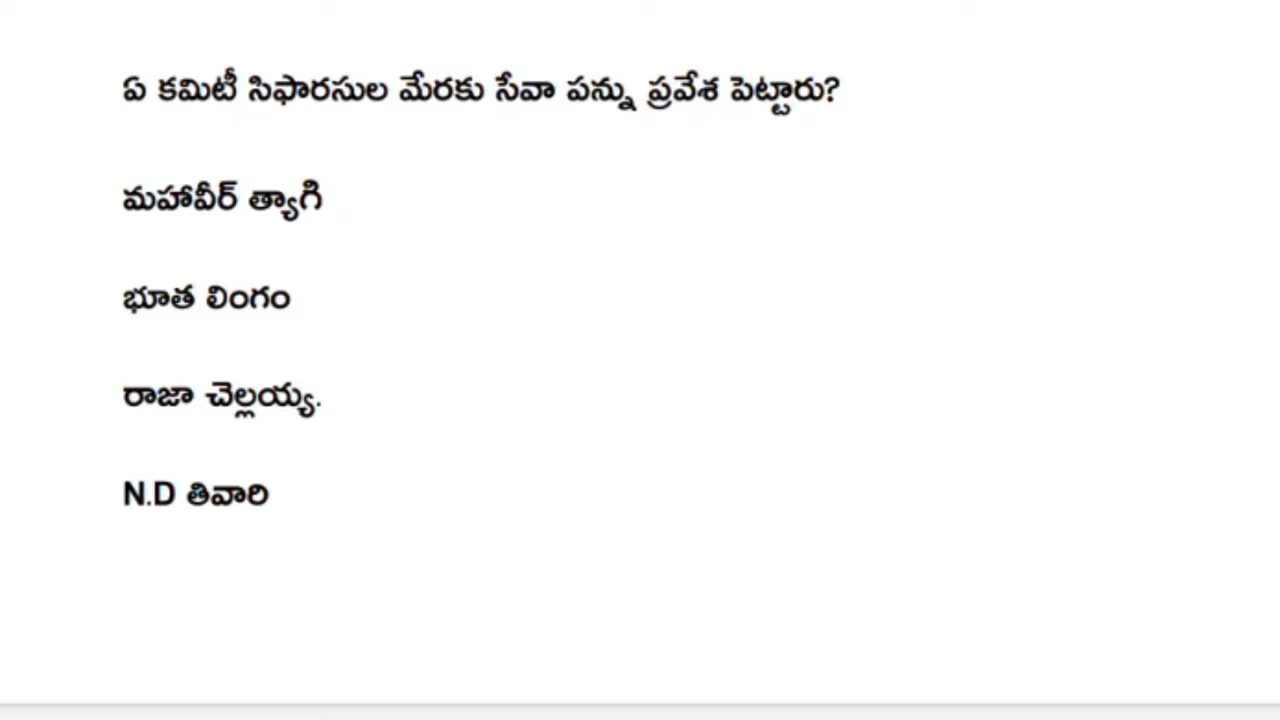 ఏ కమిటీ సిఫారసుల మేరకు సేవా పన్ను ప్రవేశ పెట్టారు?
మహావీర్ త్యాగి
భూత లింగం
రాజా చెల్లయ్య.
N.D తివారి